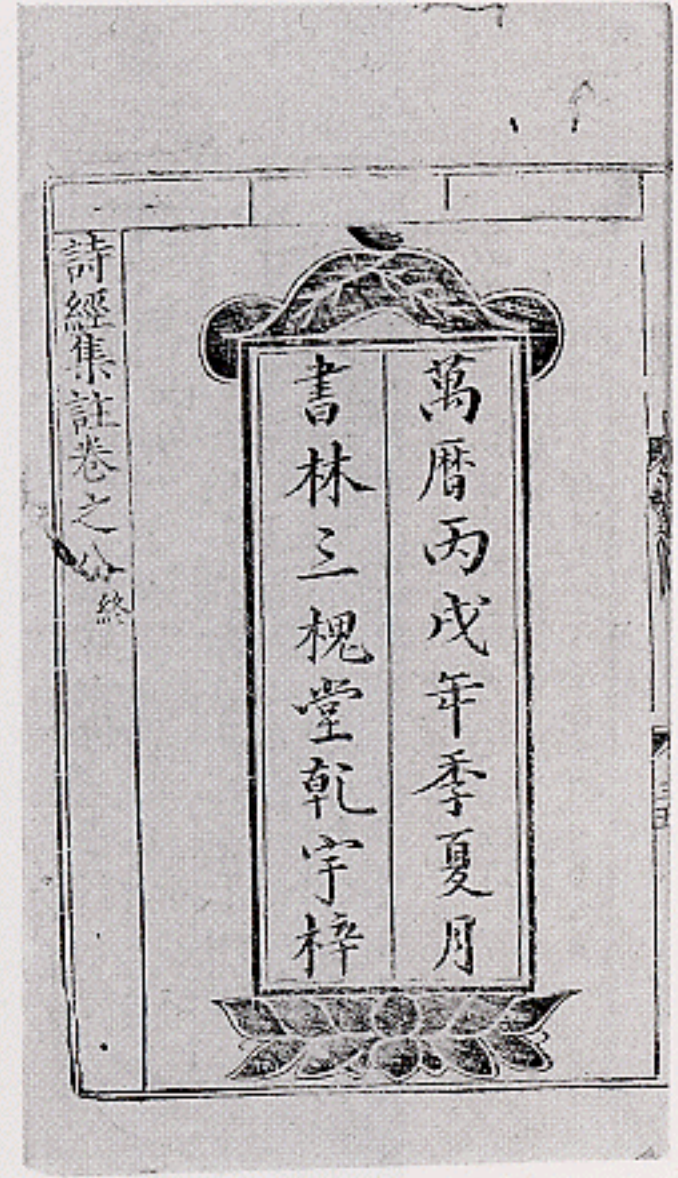 萬曆丙戌年季夏月
書林三槐堂乾宇梓
詩經集註卷之八終